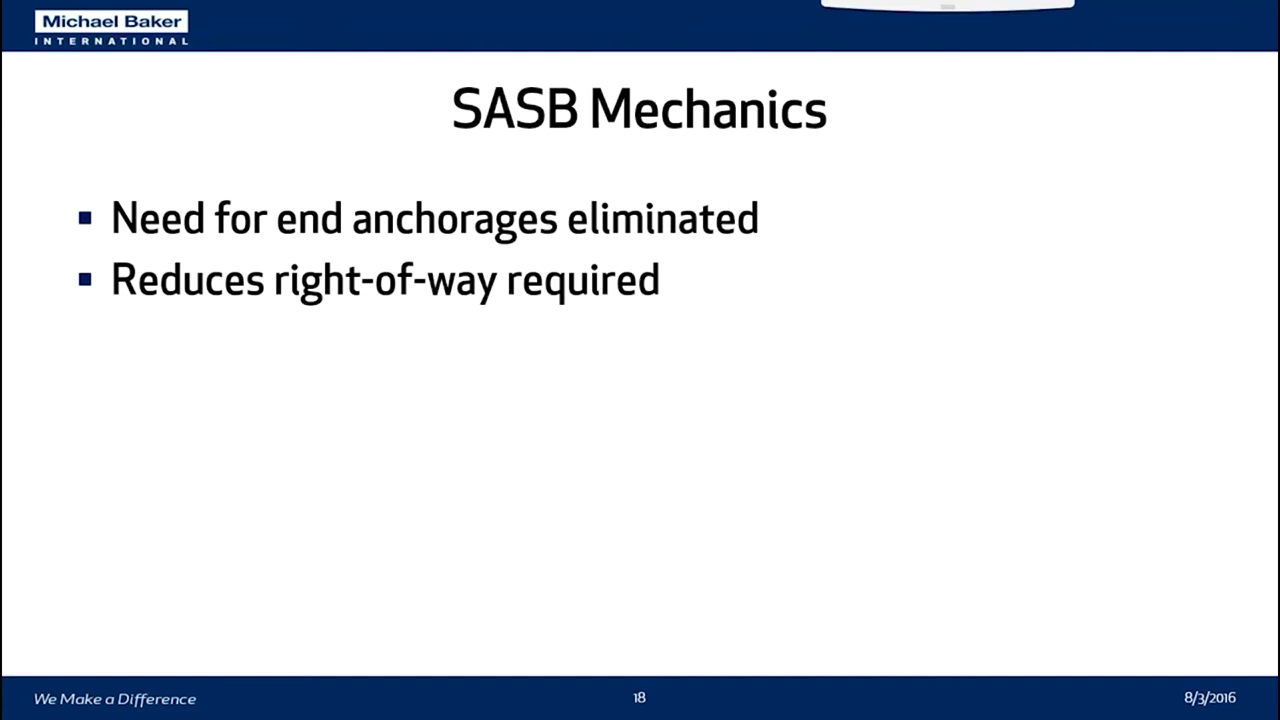 Michael Baker
INTERNATIONAL
SASB Mechanics
Need for end anchorages eliminated
Reduces right-of-way required
We Make a Difference
18
8/3/2016